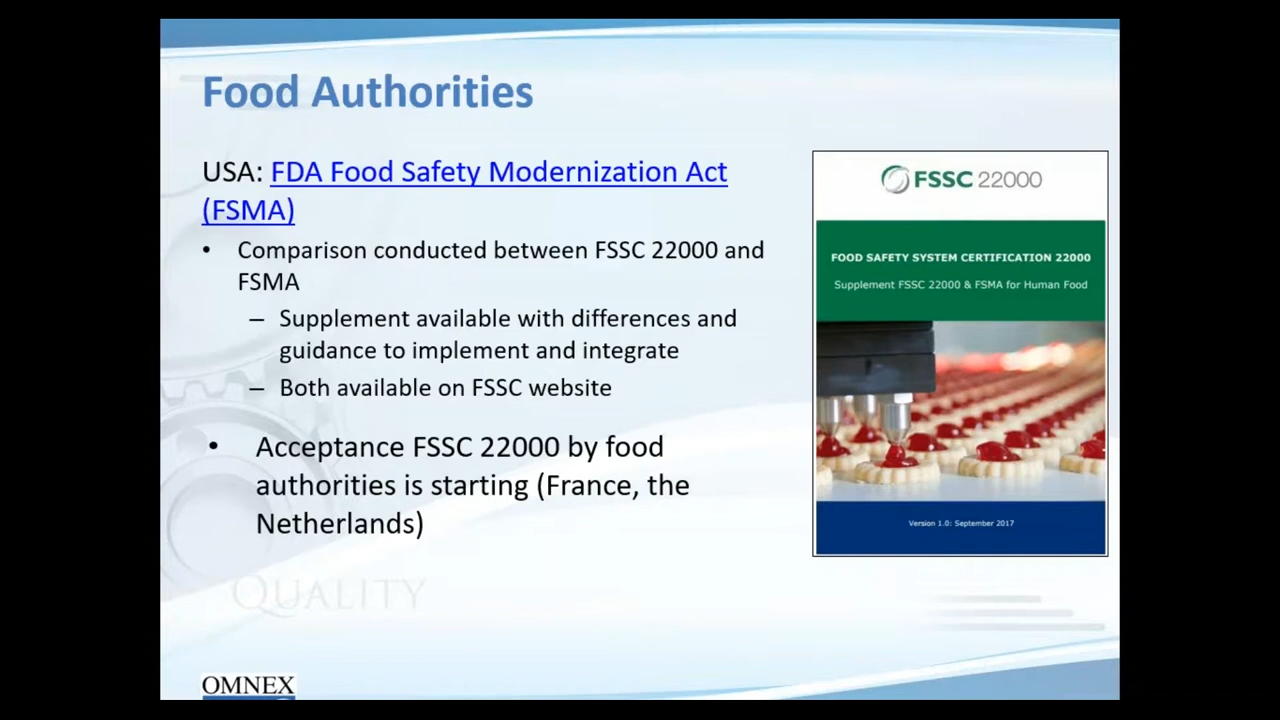 Food Authorities
USA: FDA Food Safety Modernization Act
(FSMA)
• Comparison conducted between FSSC 22000 and
FSMA
– Supplement available with differences and
guidance to implement and integrate
– Both available on FSSC website
• Acceptance FSSC 22000 by food
authorities is starting (France, the
Netherlands)
FSSC 22000
FOOD SAFETY SYSTEM CERTIFICATION 22000
Supplement FSSC 22000 & FSMA for Human Food
Version 1.0: September 2017
QUALITY
OMNEX